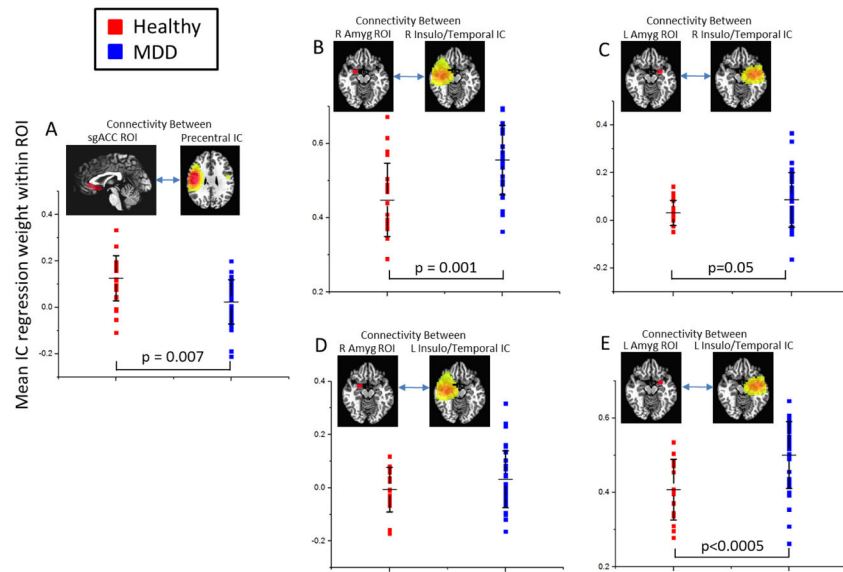 Healthy
MDD
Mean IC regression weight within ROI
A
Connectivity Between
sgACC ROI Precentral IC
0.4
0.2
0.0
-0.2
p = 0.007
B
Connectivity Between
R Amyg ROI R Insulo/Temporal IC
0.6
0.4
0.2
p = 0.001
C
Connectivity Between
L Amyg ROI R Insulo/Temporal IC
0.4
0.2
0.0
-0.2
p=0.05
D
Connectivity Between
R Amyg ROI L Insulo/Temporal IC
0.4
0.2
0.0
-0.2
E
Connectivity Between
L Amyg ROI L Insulo/Temporal IC
0.6
0.4
0.2
p<0.0005